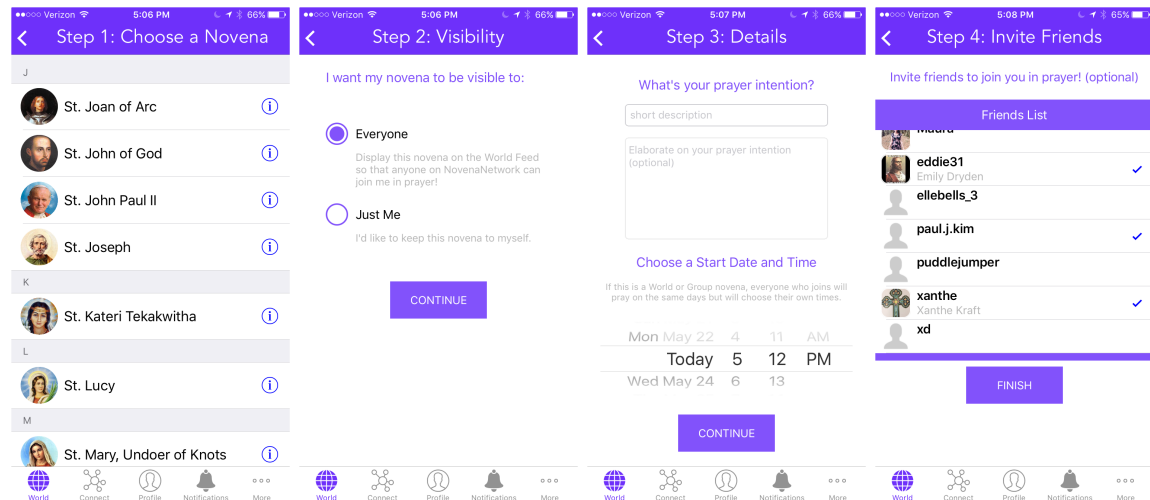 Verizon 5:06 PM 66%
Step 1: Choose a Novena
J
St. Joan of Arc
St. John of God
St. John Paul II
St. Joseph
K
St. Kateri Tekakwitha
L
St. Lucy
M
St. Mary, Undoer of Knots
World Connect Profile Notifications More
Verizon 5:06 PM 66%
Step 2: Visibility
I want my novena to be visible to:
Everyone
Display this novena on the World Feed
so that anyone on NovenaNetwork can
join me in prayer!
Just Me
I'd like to keep this novena to myself.
CONTINUE
World Connect Profile Notifications More
Verizon 5:07 PM 66%
Step 3: Details
What's your prayer intention?
short description
Elaborate on your prayer intention
(optional)
Choose a Start Date and Time
If this is a World or Group novena, everyone who joins will
pray on the same days but will choose their own times.
Mon May 22 4 11 AM
Today 5 12 PM
Wed May 24 6 13
CONTINUE
World Connect Profile Notifications More
Verizon 5:08 PM 65%
Step 4: Invite Friends
Invite friends to join you in prayer! (optional)
Friends List
Maura
eddie31
Emily Dryden
ellebells_3
paul.j.kim
puddlejumper
xanthe
Xanthe Kraft
xd
FINISH
World Connect Profile Notifications More